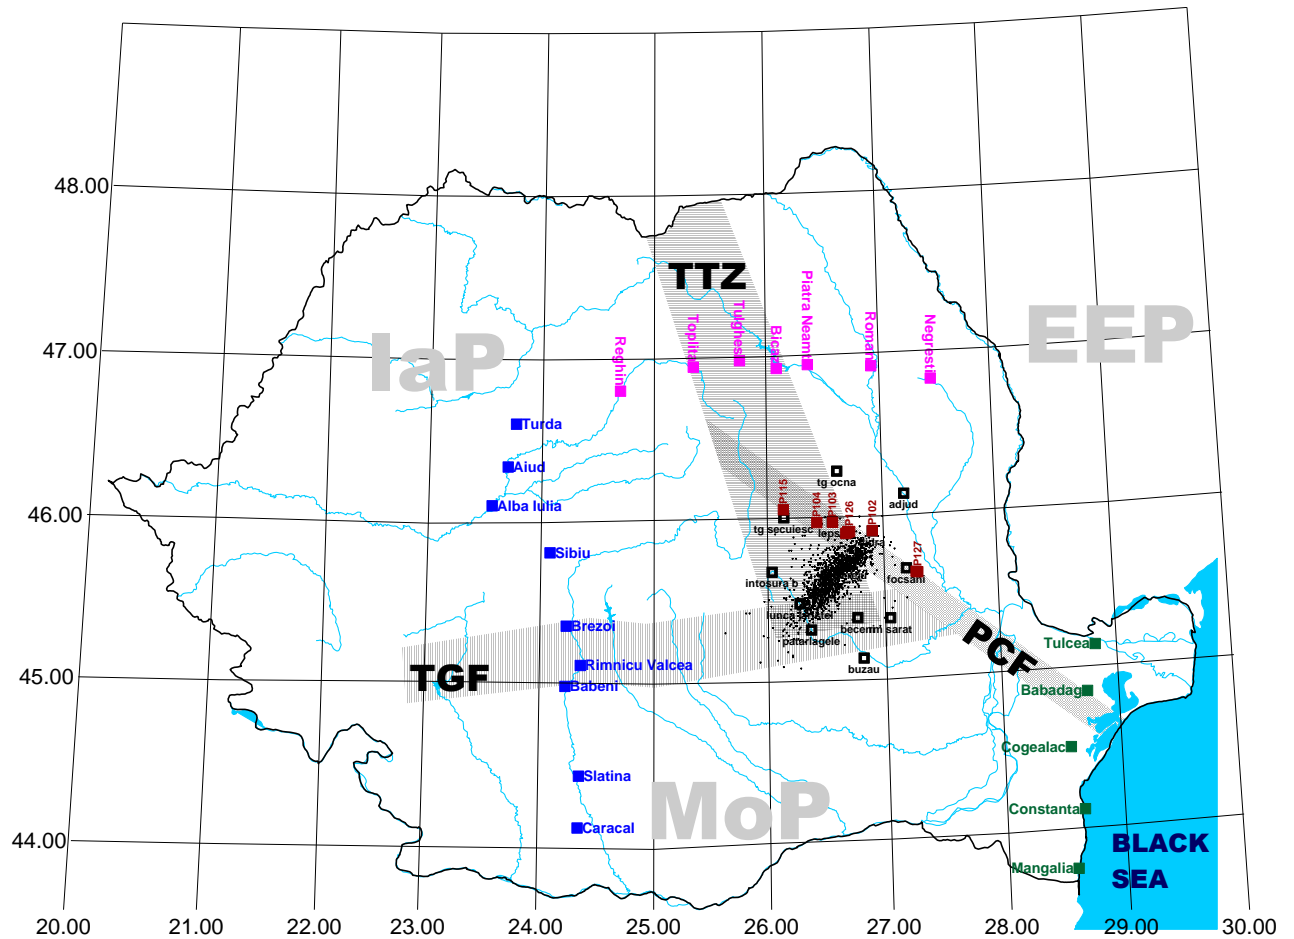 48.00
TTZ
Piatra Neamt
Tulghes
Toplita
Bicaz
Roman
Negresti
EEP
Reghin
IaP
47.00
Turda
Aiud
tg ocna
P115
Alba Iulia
P104
P103
P126
P102
adjud
46.00
tg secuiesc
P127
Sibiu
intosura b
focsani
Brezoi
patarlagele
rm sarat
PCF
Tulcea
buzau
Rimnicu Valcea
TGF
45.00
Babeni
Babadag
Cogealac
Slatina
MoP
Constanta
Caracal
44.00
BLACK
SEA
Mangalia
20.00
21.00
22.00
23.00
24.00
25.00
26.00
27.00
28.00
29.00
30.00